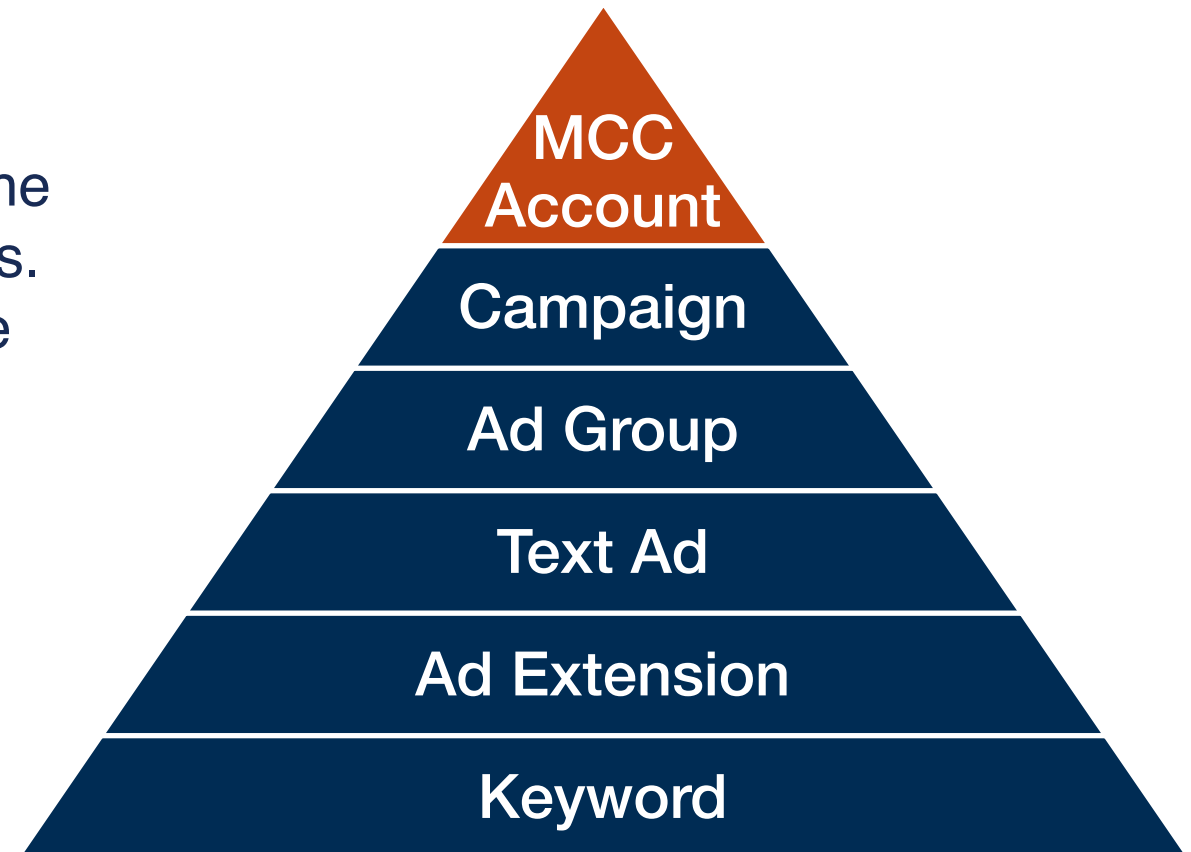 s.
MCC
Account
Campaign
Ad Group
Text Ad
Ad Extension
Keyword